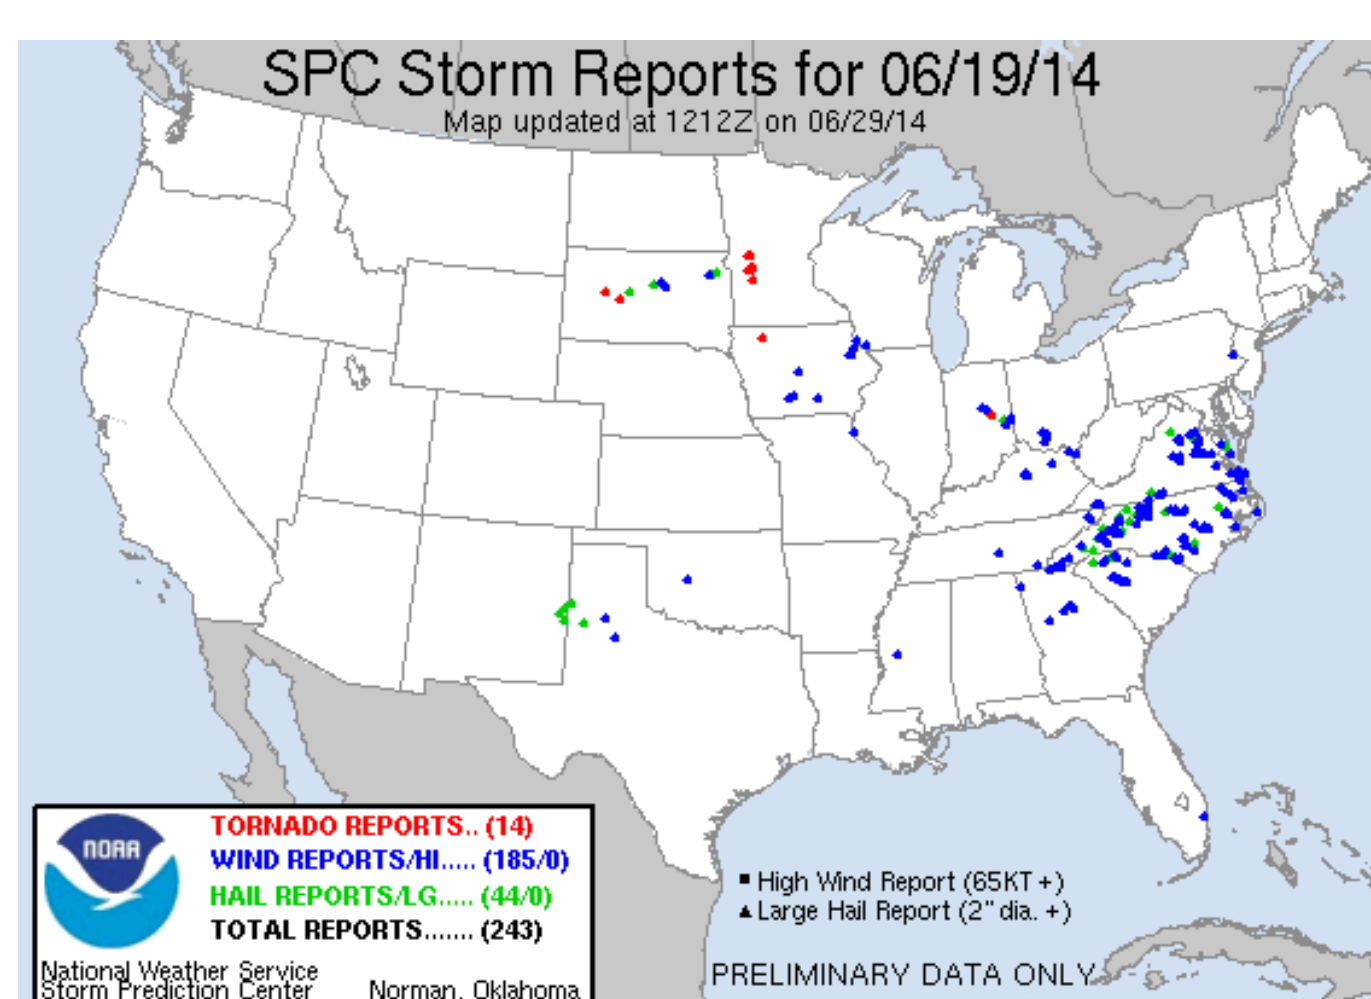 SPC Storm Reports for 06/19/14
Map updated at 1212Z on 06/29/14
NOAA
TORNADO REPORTS.. (14)
WIND REPORTS/HI..... (185/0)
HAIL REPORTS/LG..... (44/0)
TOTAL REPORTS....... (243)
National Weather Service
Storm Prediction Center Norman, Oklahoma
High Wind Report (65KT +)
Large Hail Report (2" dia. +)
PRELIMINARY DATA ONLY